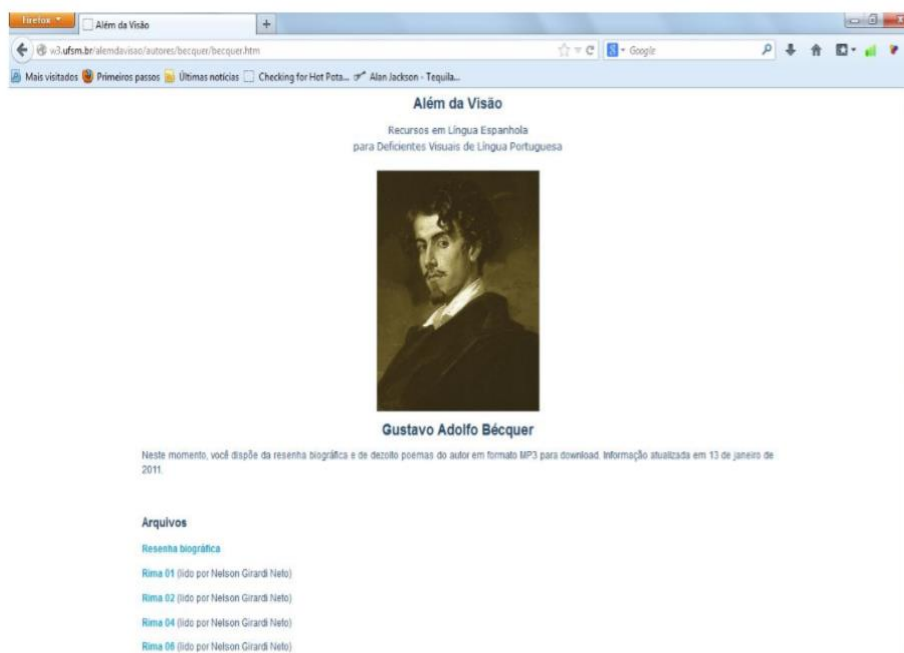 Firefox
Além da Visão
w3.ufsm.br/alemdavisao/autores/becquer/becquer.htm
Google
Mais visitados Primeiros passos Últimas notícias Checking for Hot Pota... Alan Jackson - Tequila...
Além da Visão
Recursos em Língua Espanhola
para Deficientes Visuais de Língua Portuguesa
Gustavo Adolfo Bécquer
Neste momento, você dispõe da resenha biográfica e de dezoito poemas do autor em formato MP3 para download. Informação atualizada em 13 de janeiro de
2011.
Arquivos
Resenha biográfica
Rima 01 (lido por Nelson Girardi Neto)
Rima 02 (lido por Nelson Girardi Neto)
Rima 04 (lido por Nelson Girardi Neto)
Rima 06 (lido por Nelson Girardi Neto)